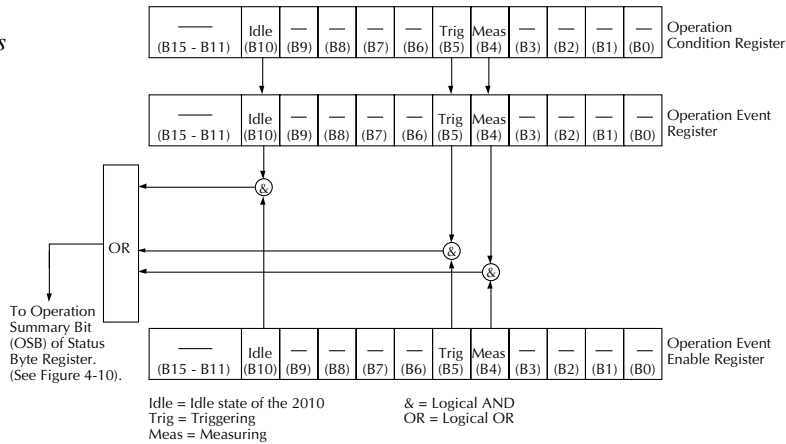 s
Idle Trig Meas
(B15 - B11) (B10) (B9) (B8) (B7) (B6) (B5) (B4) (B3) (B2) (B1) (B0)
Operation
Condition Register
Idle Trig Meas
(B15 - B11) (B10) (B9) (B8) (B7) (B6) (B5) (B4) (B3) (B2) (B1) (B0)
Operation Event
Register
&
OR
&
&
To Operation
Summary Bit
(OSB) of Status
Byte Register.
(See Figure 4-10).
Idle Trig Meas
(B15 - B11) (B10) (B9) (B8) (B7) (B6) (B5) (B4) (B3) (B2) (B1) (B0)
Operation Event
Enable Register
Idle = Idle state of the 2010
Trig = Triggering
Meas = Measuring
& = Logical AND
OR = Logical OR